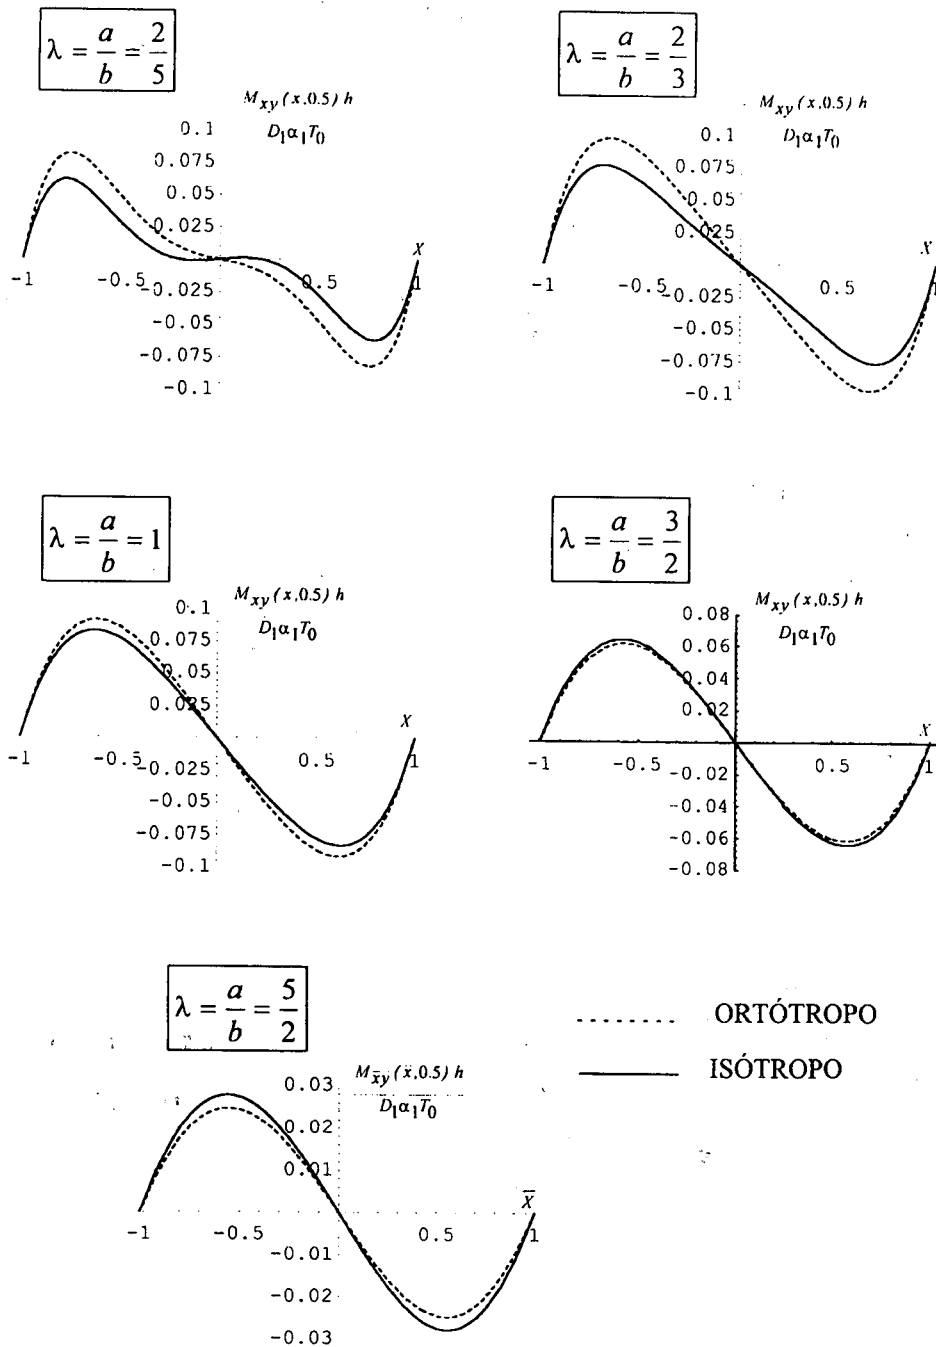 λ = a/b = 2/5
M_xy(x,0.5) h
D₁α₁T₀
0.1
0.075
0.05
0.025
X
-1
-0.5
0.5
1
-0.025
-0.05
-0.075
-0.1
λ = a/b = 2/3
M_xy(x,0.5) h
D₁α₁T₀
0.1
0.075
0.05
0.025
X
-1
-0.5
0.5
1
-0.025
-0.05
-0.075
-0.1
λ = a/b = 1
M_xy(x,0.5) h
D₁α₁T₀
0.1
0.075
0.05
0.025
X
-1
-0.5
0.5
1
-0.025
-0.05
-0.075
-0.1
λ = a/b = 3/2
M_xy(x,0.5) h
D₁α₁T₀
0.08
0.06
0.04
0.02
X
-1
-0.5
0.5
1
-0.02
-0.04
-0.06
-0.08
λ = a/b = 5/2
M_x̄y(x̄,0.5) h
D₁α₁T₀
0.03
0.02
0.01
X̄
-1
-0.5
0.5
1
-0.01
-0.02
-0.03
ORTÓTROPO
ISÓTROPO